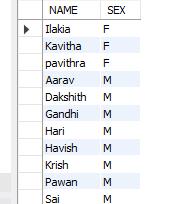 NAME SEX
Ilakia F
Kavitha F
pavithra F
Aarav M
Dakshith M
Gandhi M
Hari M
Havish M
Krish M
Pawan M
Sai M